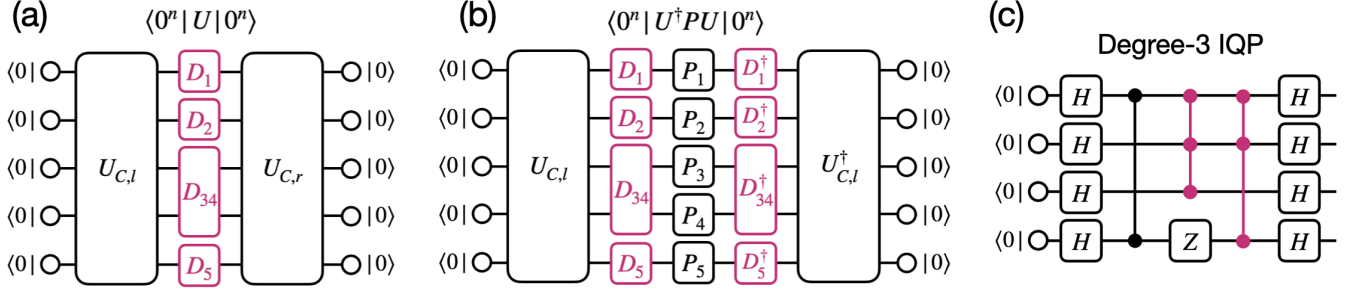 (a)
⟨0ⁿ| U |0ⁿ⟩
⟨0| D₁ |0⟩
⟨0| D₂ |0⟩
⟨0| U_{C,l} D₃₄ U_{C,r} |0⟩
⟨0| |0⟩
⟨0| D₅ |0⟩
(b)
⟨0ⁿ| U†PU |0ⁿ⟩
⟨0| D₁ P₁ D₁† |0⟩
⟨0| D₂ P₂ D₂† |0⟩
⟨0| U_{C,l} D₃₄ P₃ D₃₄† U_{C,l}† |0⟩
⟨0| P₄ |0⟩
⟨0| D₅ P₅ D₅† |0⟩
(c)
Degree-3 IQP
⟨0| H H
⟨0| H H
⟨0| H H
⟨0| H Z H